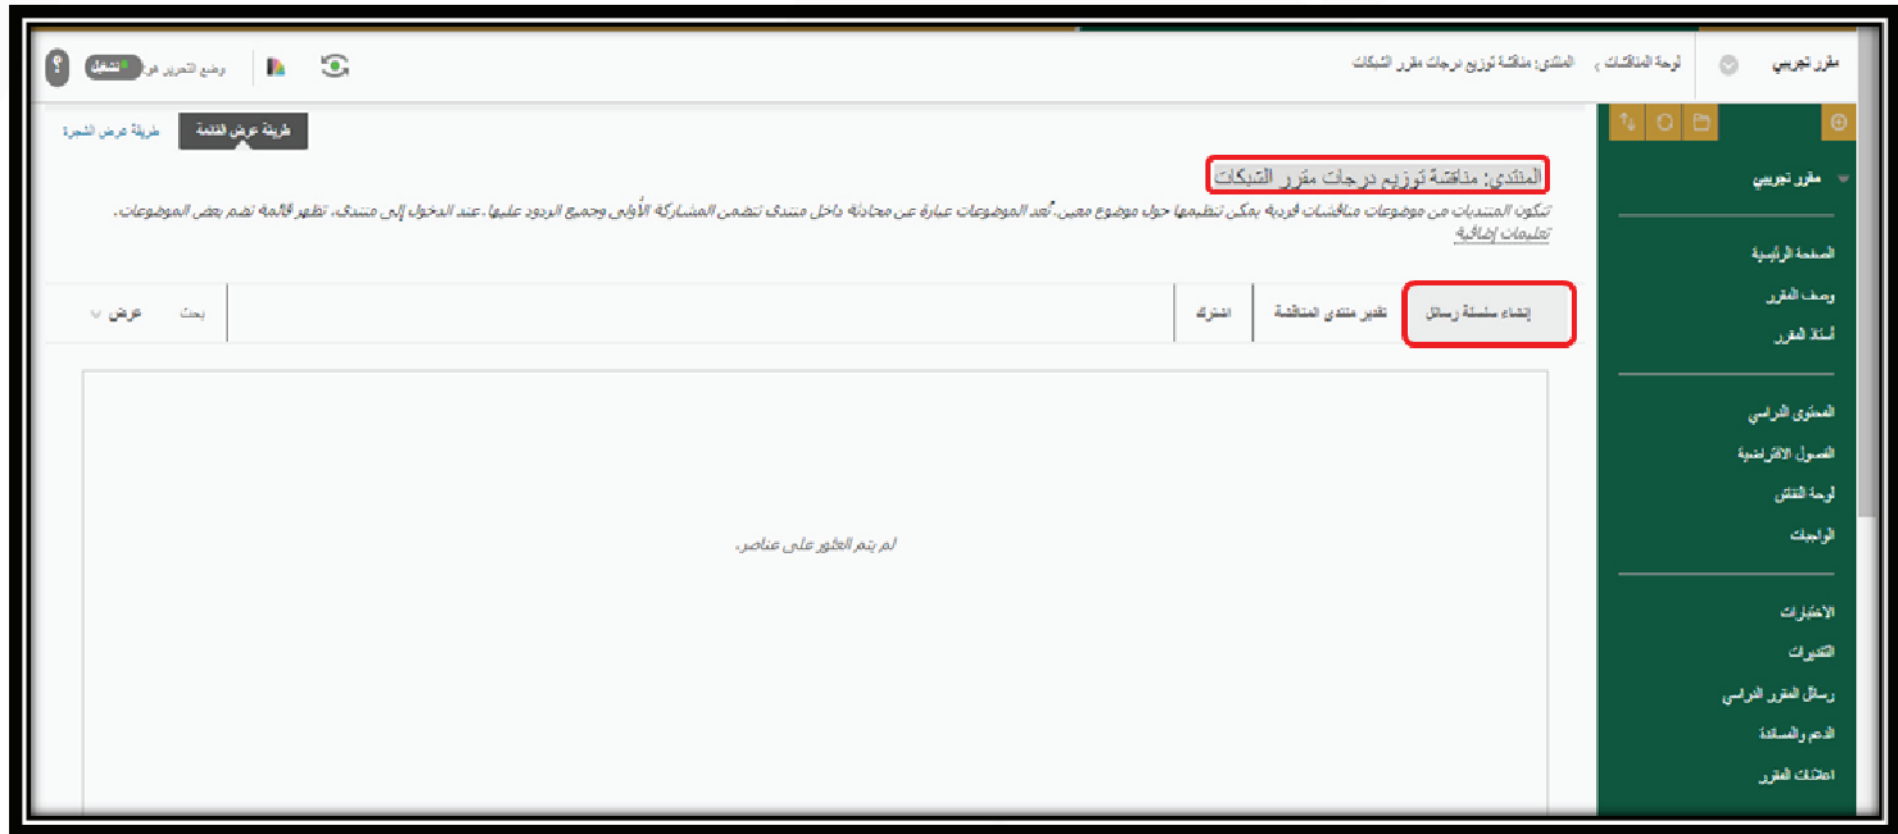 مقرر تجريبي
لوحة المناقشات
المنتدى: مناقشة توزيع درجات مقرر الشبكات
وضع التحرير هو: تشغيل
?
طريقة عرض القائمة
طريقة عرض الشجرة
المنتدى: مناقشة توزيع درجات مقرر الشبكات
تتكون المنتديات من موضوعات مناقشات فردية يمكن تنظيمها حول موضوع معين. تُعد الموضوعات عبارة عن محادثة داخل منتدى تتضمن المشاركة الأولى وجميع الردود عليها. عند الدخول إلى منتدى، تظهر قائمة تضم بعض الموضوعات.
تعليمات إضافية
إنشاء سلسلة رسائل
تقدير منتدى المناقشة
اشترك
بحث
عرض
لم يتم العثور على عناصر.
مقرر تجريبي
الصفحة الرئيسية
وصف المقرر
أستاذ المقرر
المحتوى الدراسي
الفصول الافتراضية
لوحة النقاش
الواجبات
الاختبارات
التقديرات
رسائل المقرر الدراسي
الدعم والمساندة
اعلانات المقرر